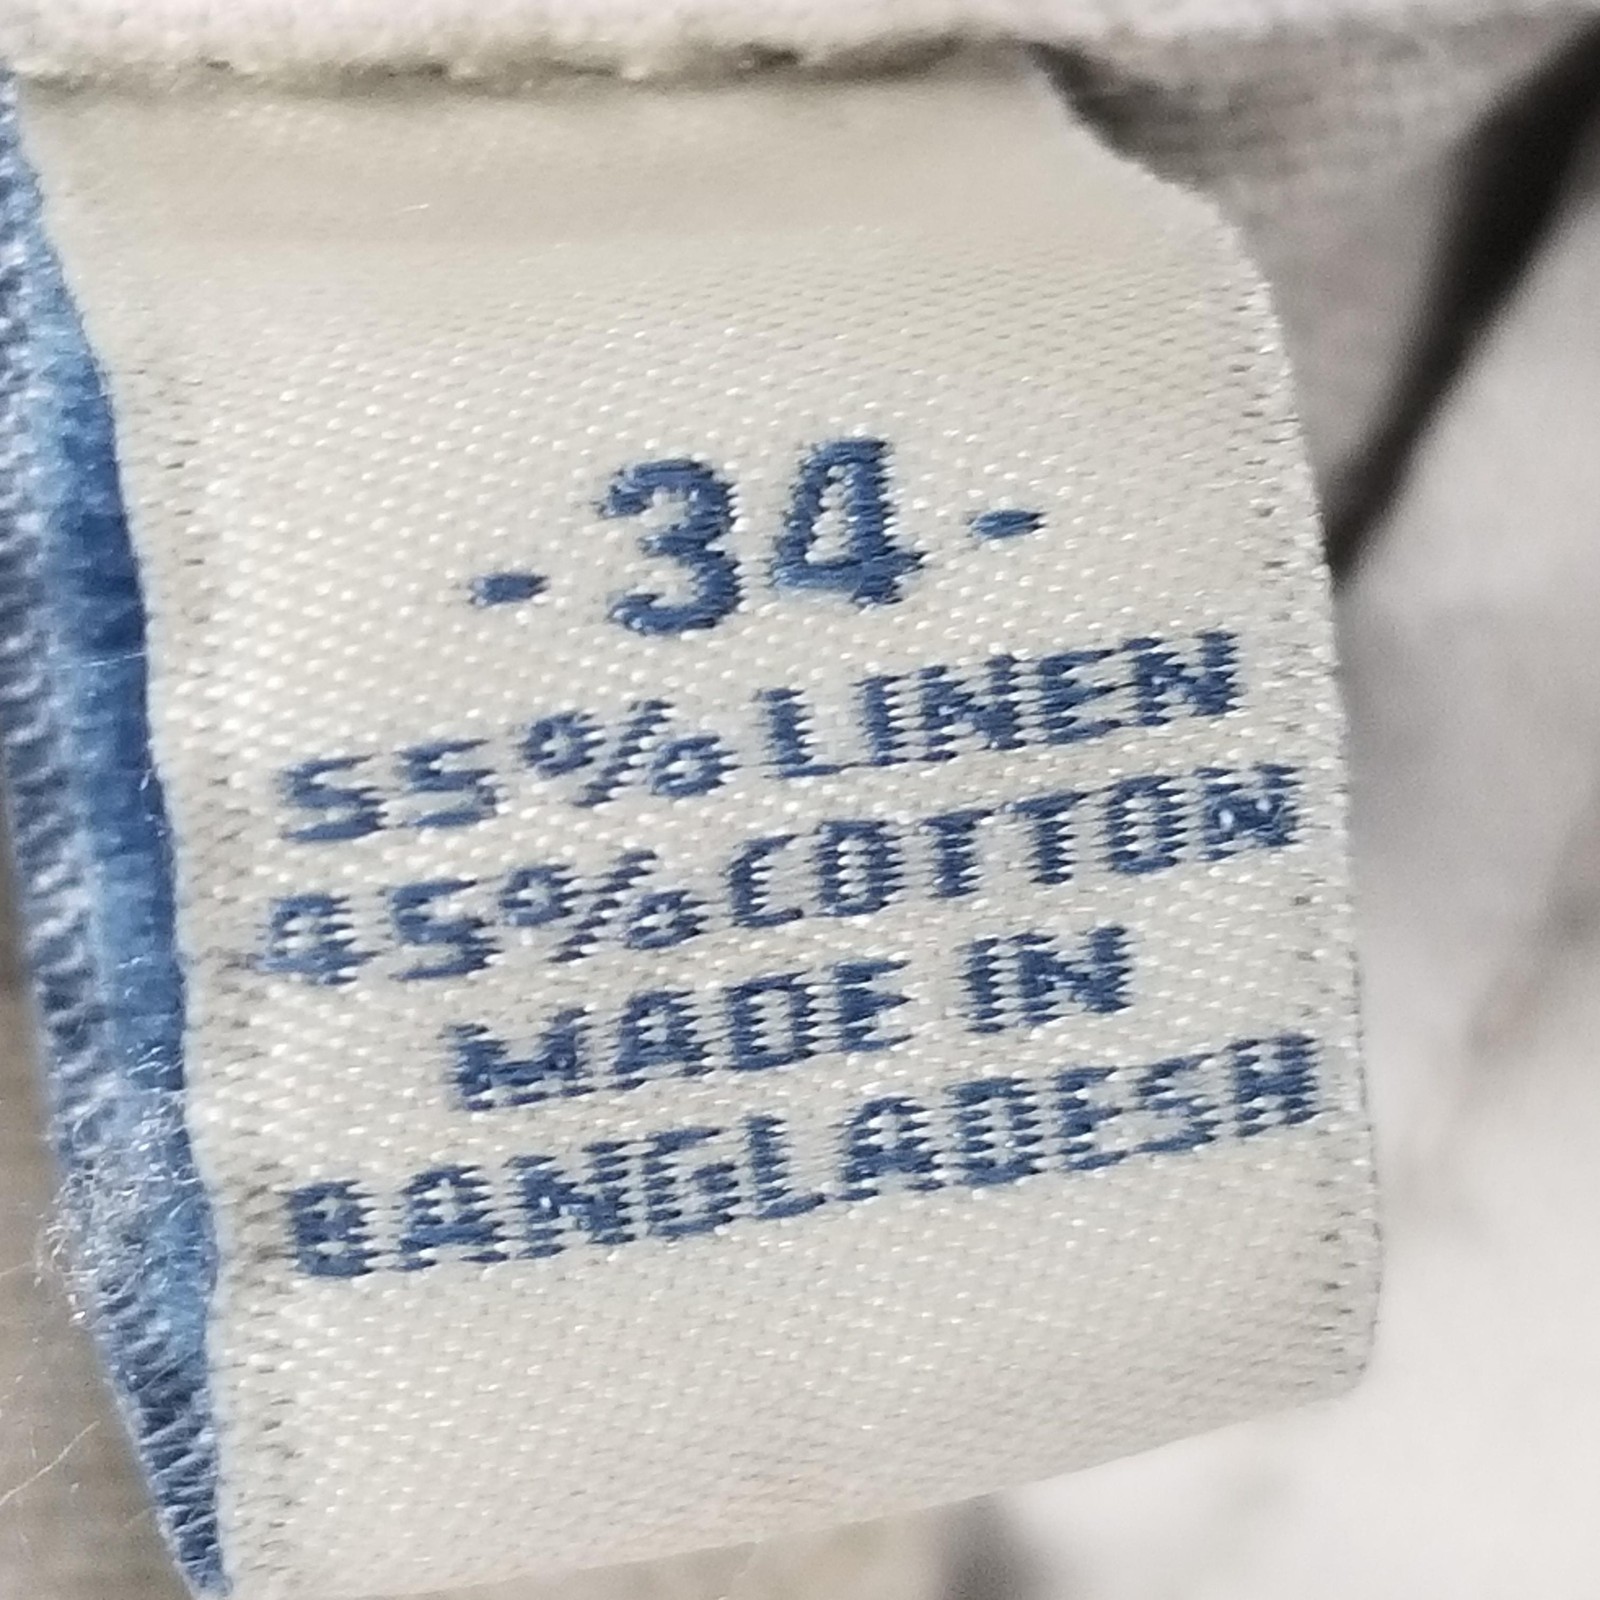 -34-
55% LINEN
45% COTTON
MADE IN
BANGLADESH